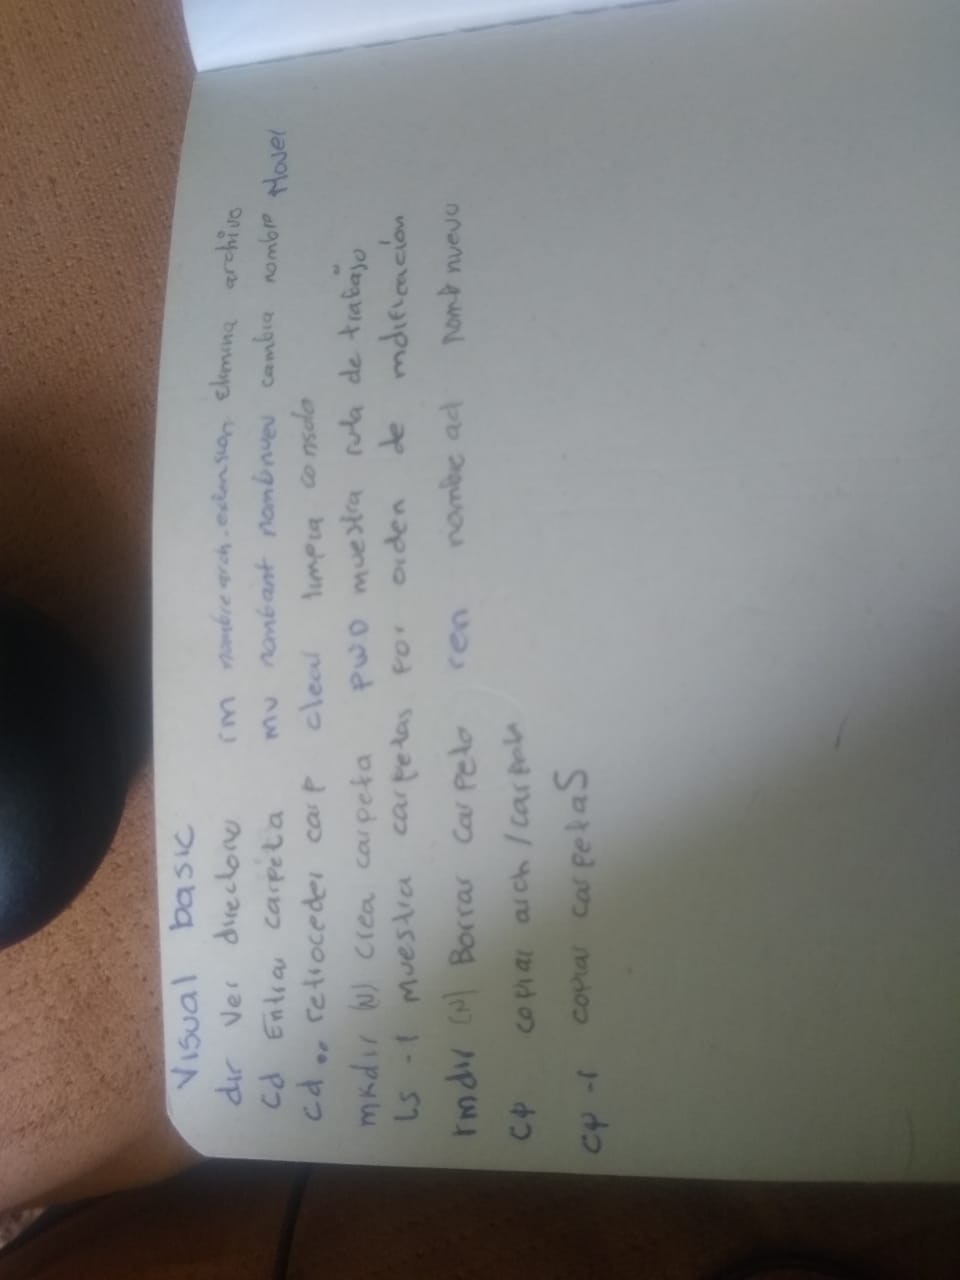 Visual basic
dir Ver directorio rm nombrearch.extension Elimina archivo
Cd Entrar carpeta mv nombant nombnuev cambia nombre Mover
Cd .. retroceder carp clear limpia consola
mkdir (N) crea carpeta PWD muestra ruta de trabajo
Ls -l muestra carpetas por orden de mdificación
rmdir (N) Borrar carpeta ren nombe act nomb nuevo
CP copiar arch/carpeta
CP -r copiar carpetaS